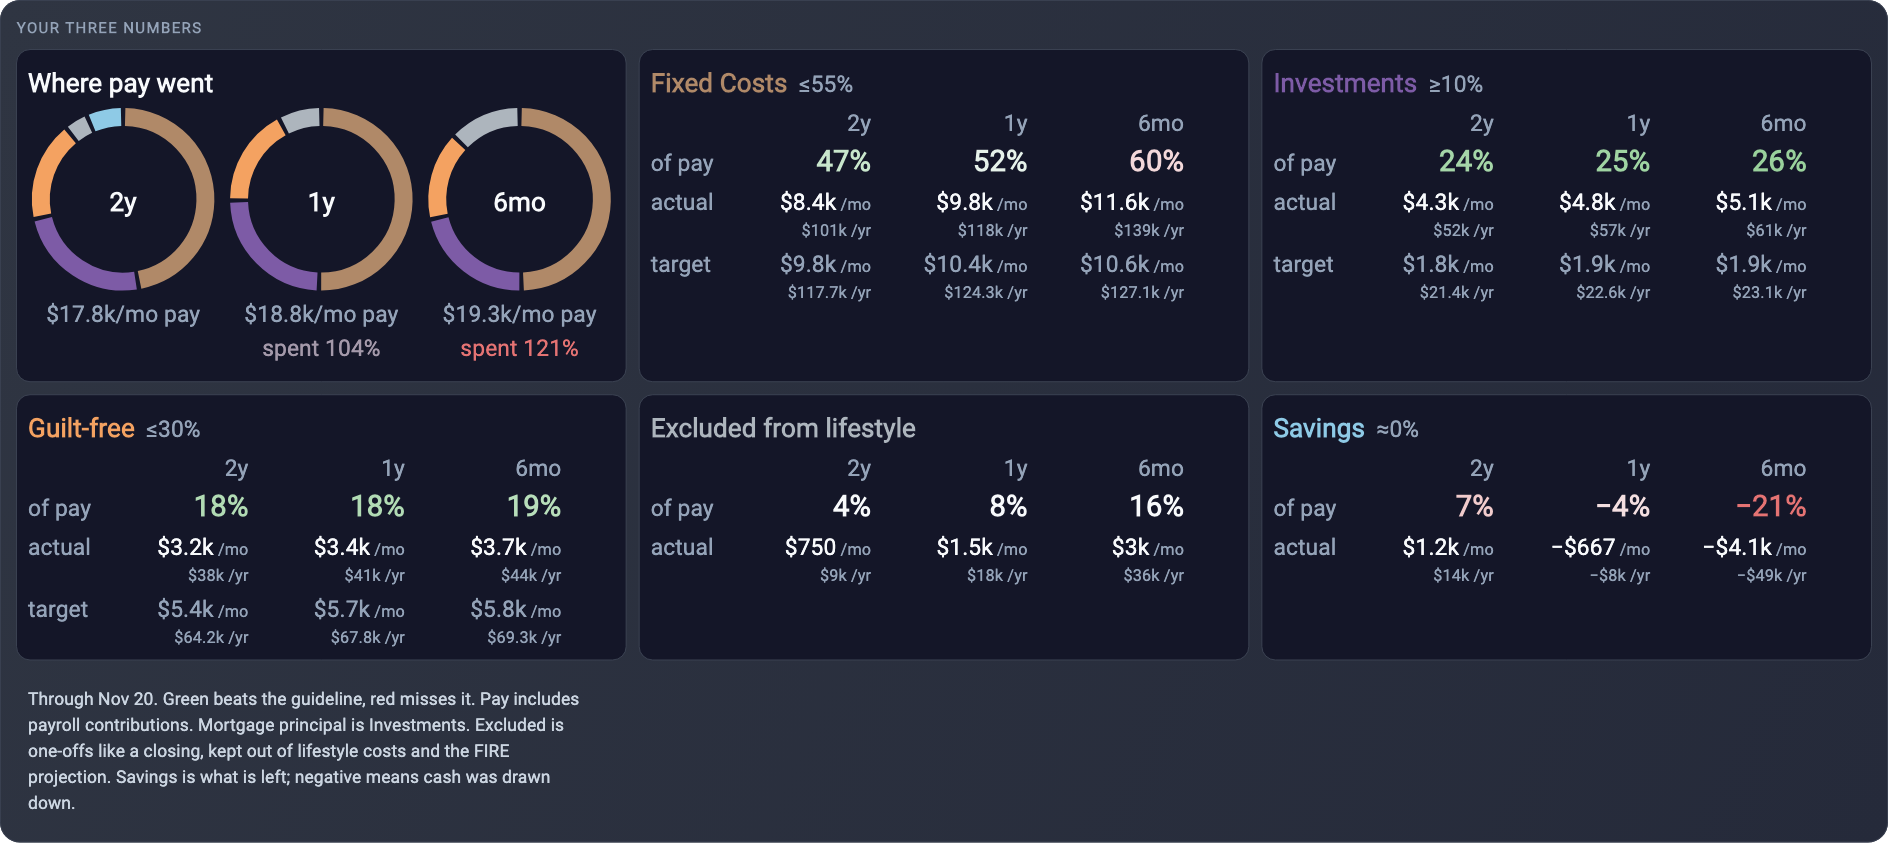 YOUR THREE NUMBERS
Where pay went
2y 1y 6mo
$17.8k/mo pay $18.8k/mo pay $19.3k/mo pay
spent 104% spent 121%
Fixed Costs ≤55%
2y 1y 6mo
of pay 47% 52% 60%
actual $8.4k /mo $9.8k /mo $11.6k /mo
$101k /yr $118k /yr $139k /yr
target $9.8k /mo $10.4k /mo $10.6k /mo
$117.7k /yr $124.3k /yr $127.1k /yr
Investments ≥10%
2y 1y 6mo
of pay 24% 25% 26%
actual $4.3k /mo $4.8k /mo $5.1k /mo
$52k /yr $57k /yr $61k /yr
target $1.8k /mo $1.9k /mo $1.9k /mo
$21.4k /yr $22.6k /yr $23.1k /yr
Guilt-free ≤30%
2y 1y 6mo
of pay 18% 18% 19%
actual $3.2k /mo $3.4k /mo $3.7k /mo
$38k /yr $41k /yr $44k /yr
target $5.4k /mo $5.7k /mo $5.8k /mo
$64.2k /yr $67.8k /yr $69.3k /yr
Excluded from lifestyle
2y 1y 6mo
of pay 4% 8% 16%
actual $750 /mo $1.5k /mo $3k /mo
$9k /yr $18k /yr $36k /yr
Savings ≈0%
2y 1y 6mo
of pay 7% −4% −21%
actual $1.2k /mo −$667 /mo −$4.1k /mo
$14k /yr −$8k /yr −$49k /yr
Through Nov 20. Green beats the guideline, red misses it. Pay includes
payroll contributions. Mortgage principal is Investments. Excluded is
one-offs like a closing, kept out of lifestyle costs and the FIRE
projection. Savings is what is left; negative means cash was drawn
down.